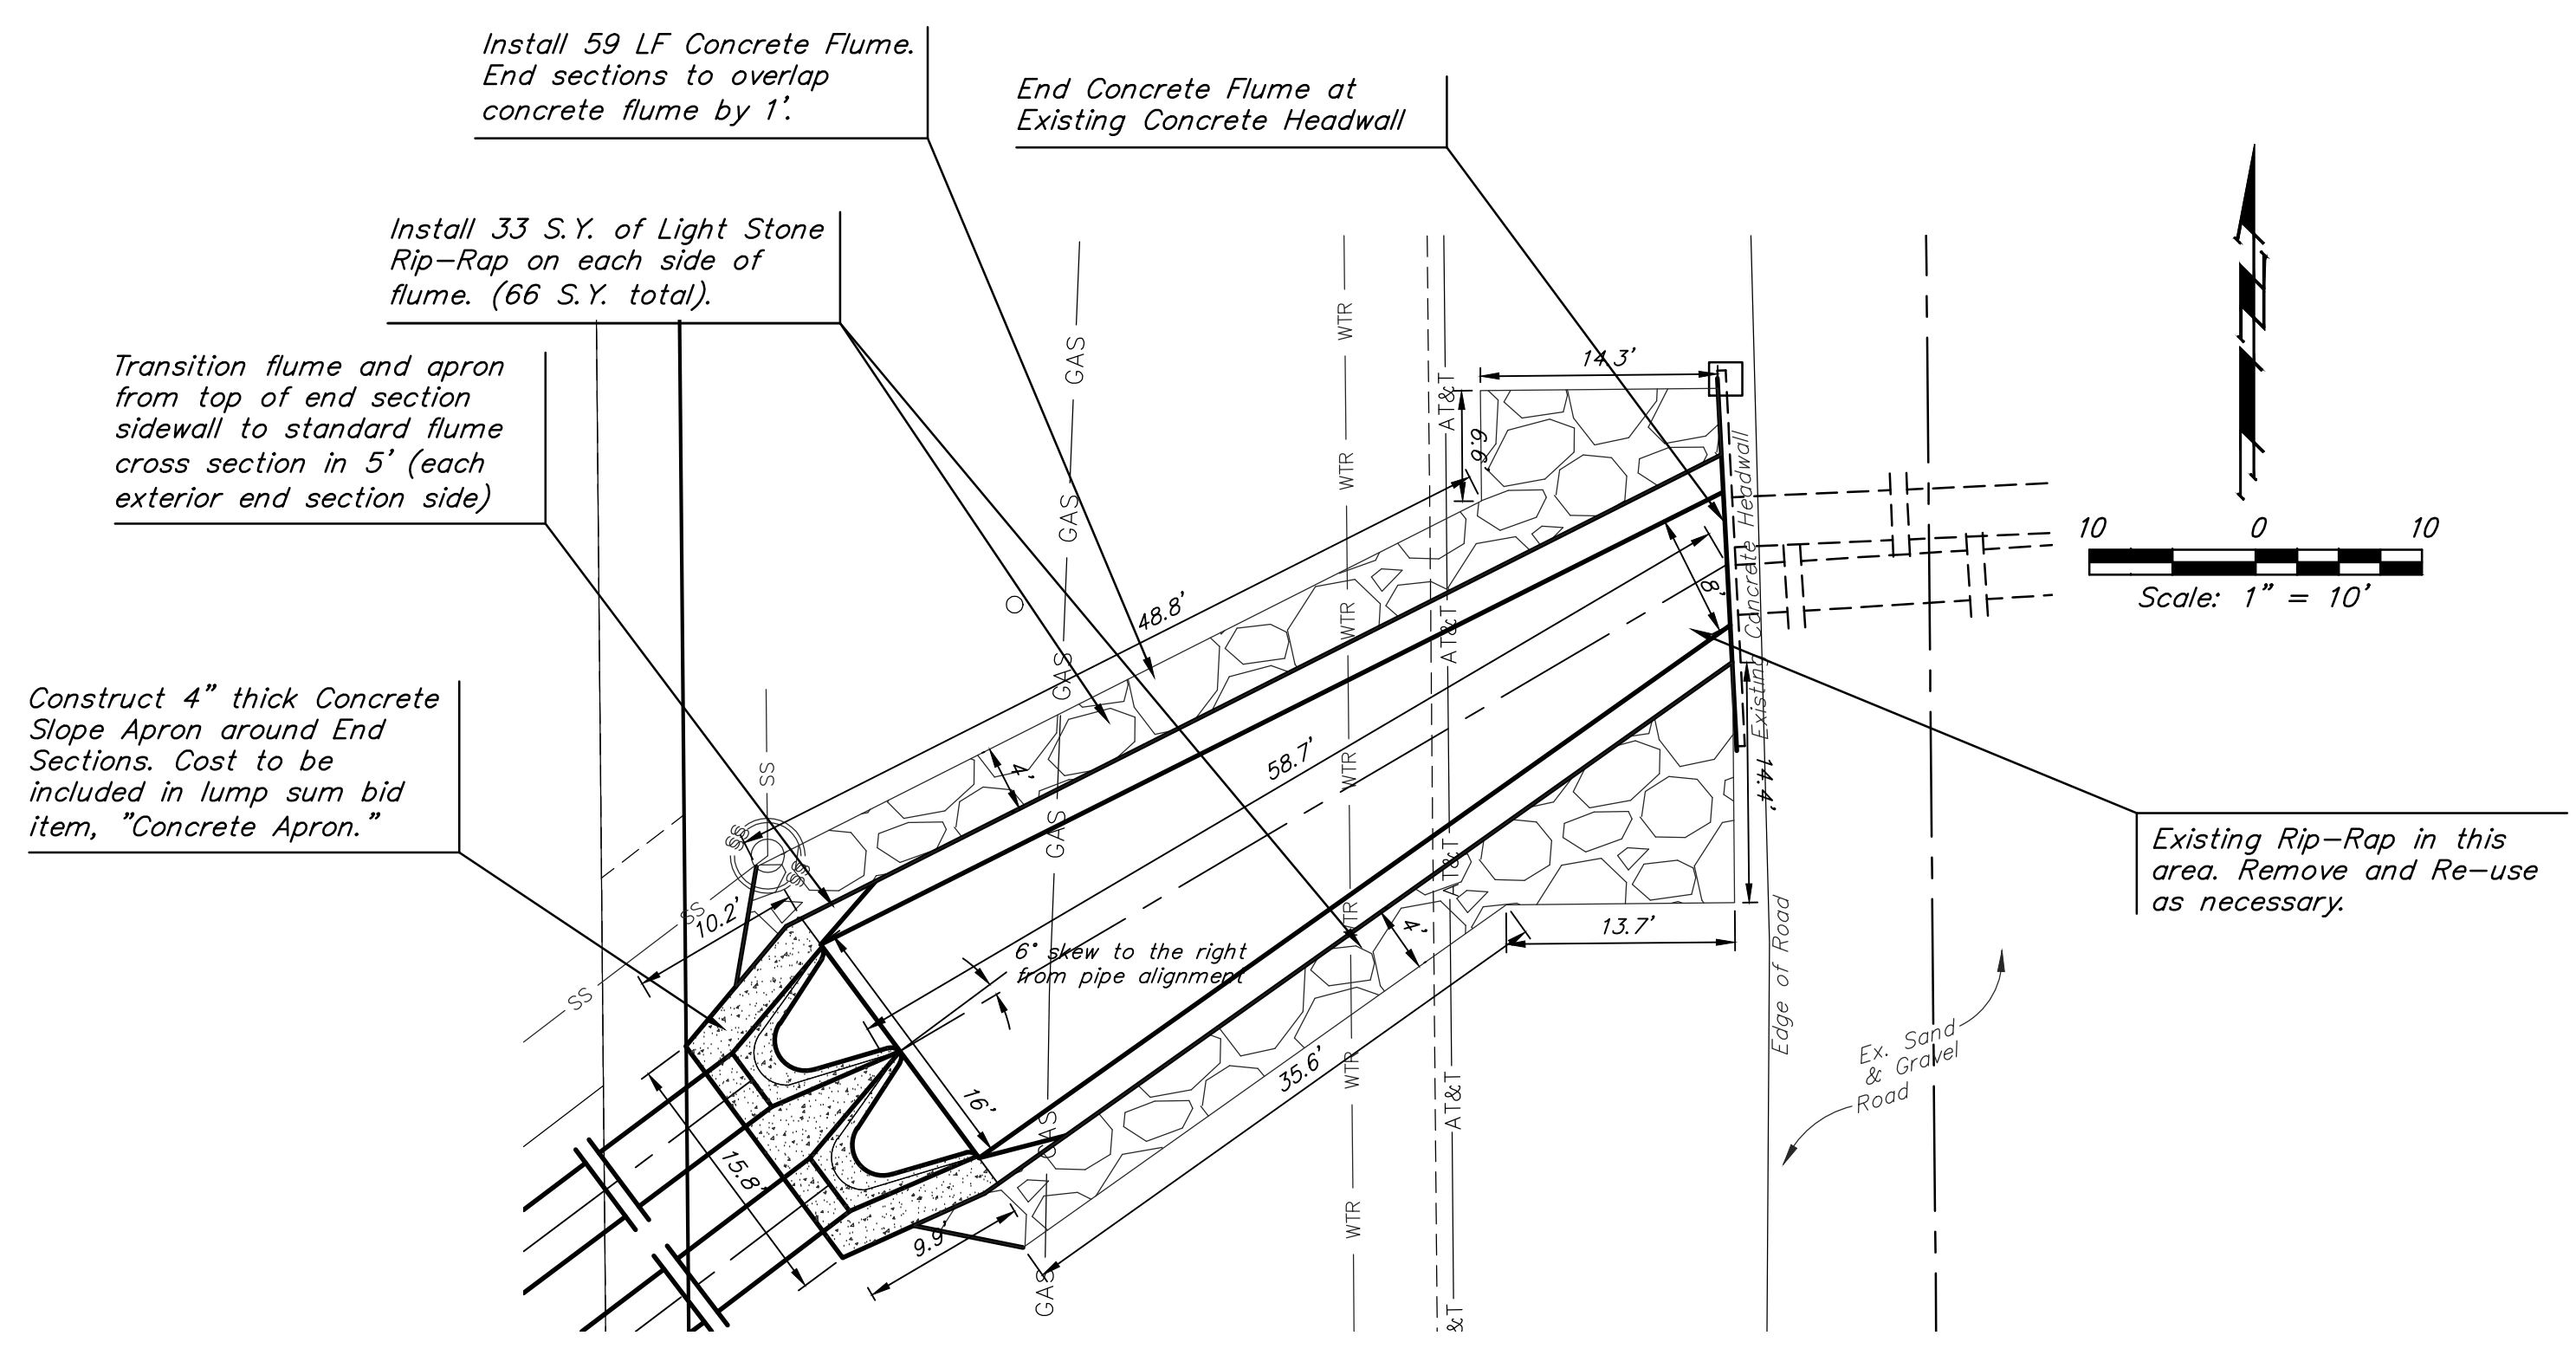 Install 59 LF Concrete Flume.
End sections to overlap
concrete flume by 1'.
End Concrete Flume at
Existing Concrete Headwall
Install 33 S.Y. of Light Stone
Rip-Rap on each side of
flume. (66 S.Y. total).
Transition flume and apron
from top of end section
sidewall to standard flume
cross section in 5' (each
exterior end section side)
Construct 4" thick Concrete
Slope Apron around End
Sections. Cost to be
included in lump sum bid
item, "Concrete Apron."
14.3'
6.6'
48.8'
8'
58.7'
4'
14.4'
10.2'
13.7'
4'
6° skew to the right
from pipe alignment
16'
35.6'
15.8'
9.9'
GAS
GAS
GAS
GAS
GAS
GAS
GAS
WTR
WTR
WTR
WTR
WTR
WTR
WTR
AT&T
AT&T
AT&T
AT&T
&T
SS
SS
SS
SS
SS
SS
SS
Existing Concrete Headwall
Edge of Road
Ex. Sand
& Gravel
Road
Existing Rip-Rap in this
area. Remove and Re-use
as necessary.
N
10 0 10
Scale: 1" = 10'